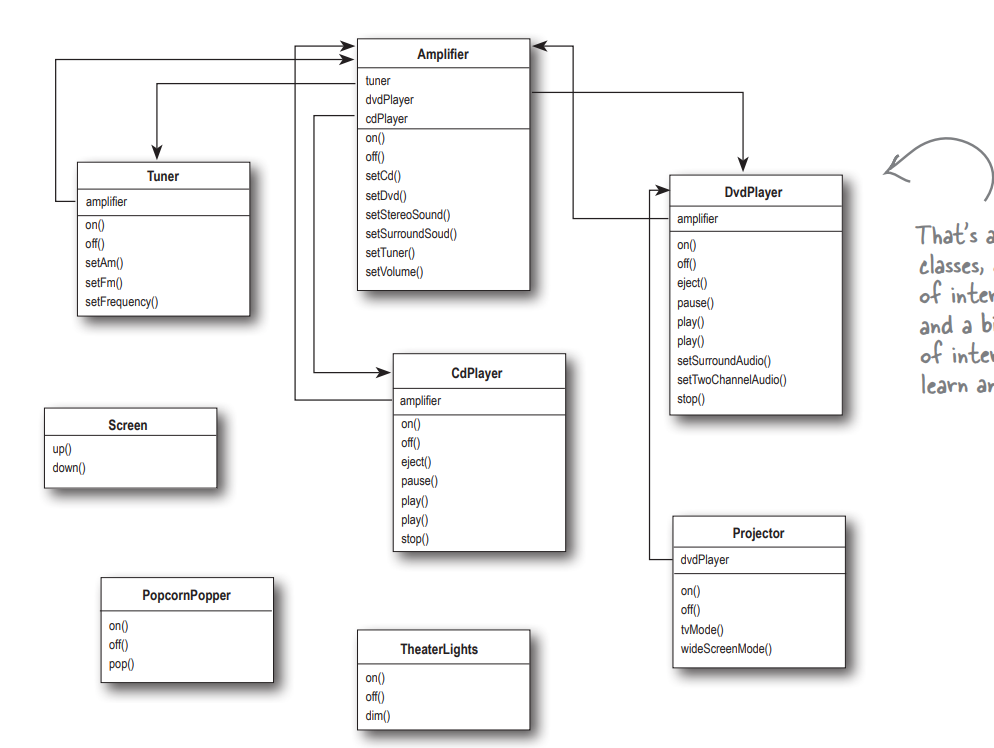 Amplifier
tuner
dvdPlayer
cdPlayer
on()
off()
setCd()
setDvd()
setStereoSound()
setSurroundSoud()
setTuner()
setVolume()
Tuner
amplifier
on()
off()
setAm()
setFm()
setFrequency()
DvdPlayer
amplifier
on()
off()
eject()
pause()
play()
play()
setSurroundAudio()
setTwoChannelAudio()
stop()
That's a
classes,
of inter
and a bi
of inter
learn an
CdPlayer
amplifier
on()
off()
eject()
pause()
play()
play()
stop()
Screen
up()
down()
Projector
dvdPlayer
on()
off()
tvMode()
wideScreenMode()
PopcornPopper
on()
off()
pop()
TheaterLights
on()
off()
dim()